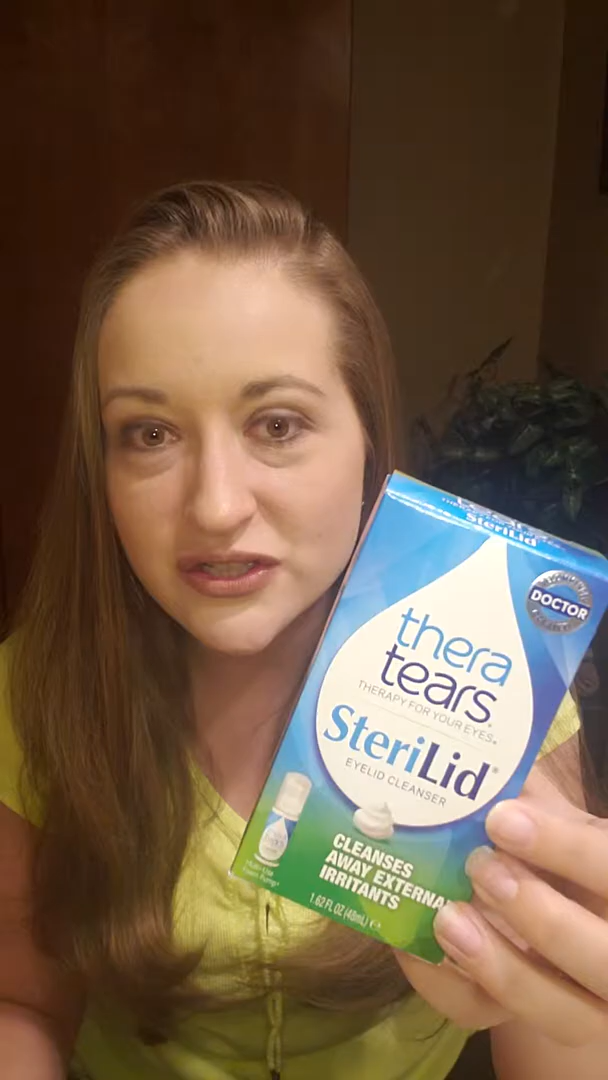 SteriLid
DOCTOR
thera
tears®
THERAPY FOR YOUR EYES®
SteriLid®
EYELID CLEANSER
CLEANSES
AWAY EXTERNAL
IRRITANTS
1.62 FL OZ (48mL) e